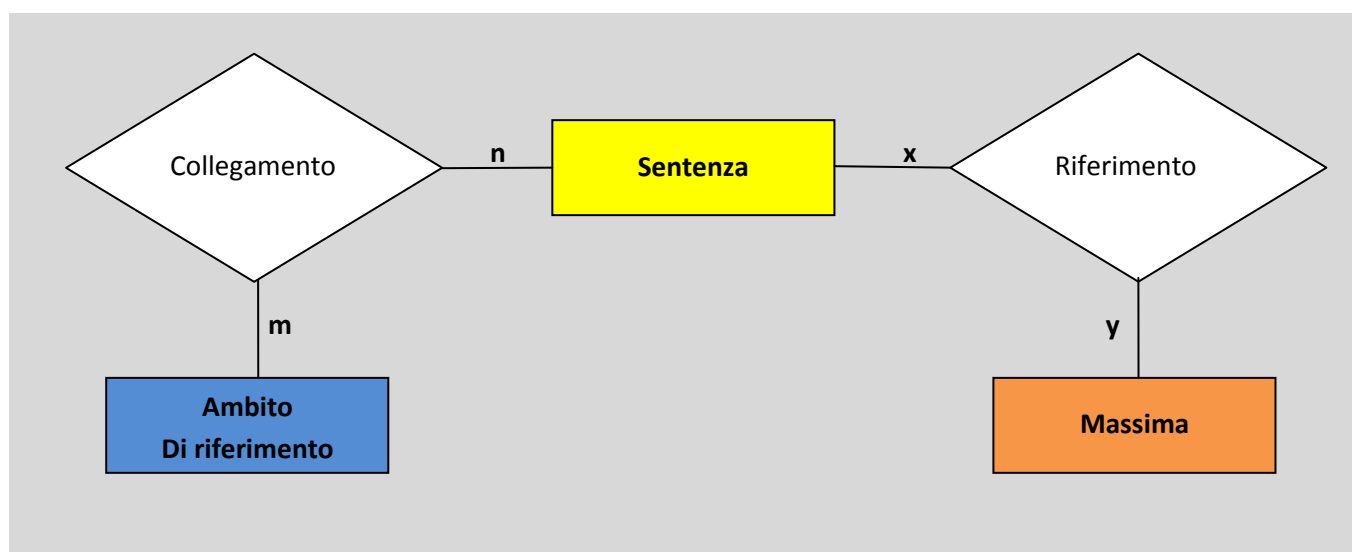 Collegamento
n
Sentenza
x
Riferimento
m
y
Ambito
Di riferimento
Massima